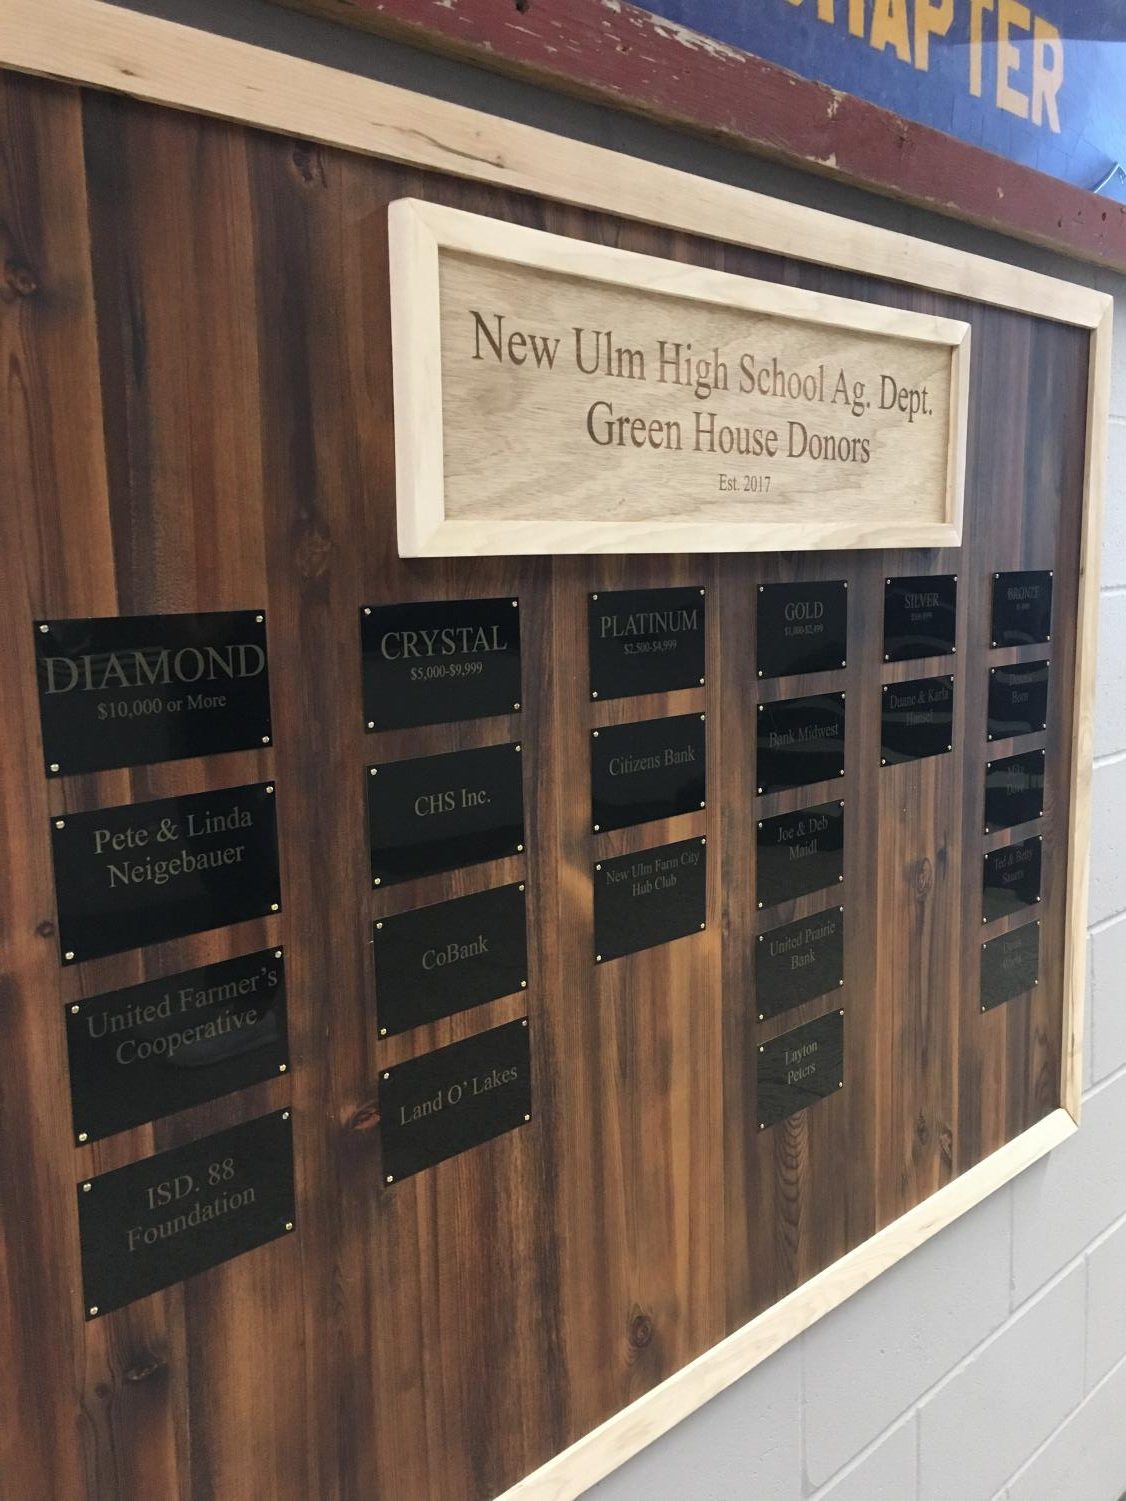 CHAPTER
New Ulm High School Ag. Dept.
Green House Donors
Est. 2017
DIAMOND
$10,000 or More
Pete & Linda
Neigebauer
United Farmer's
Cooperative
ISD. 88
Foundation
CRYSTAL
$5,000-$9,999
CHS Inc.
CoBank
Land O' Lakes
PLATINUM
$2,500-$4,999
Citizens Bank
New Ulm Farm City
Hub Club
GOLD
$1,000-$2,499
Bank Midwest
Joe & Deb
Maidl
United Prairie
Bank
Layton
Peters
SILVER
Duane & Karla
BRONZE
Dennis
Born
Ted & Betty